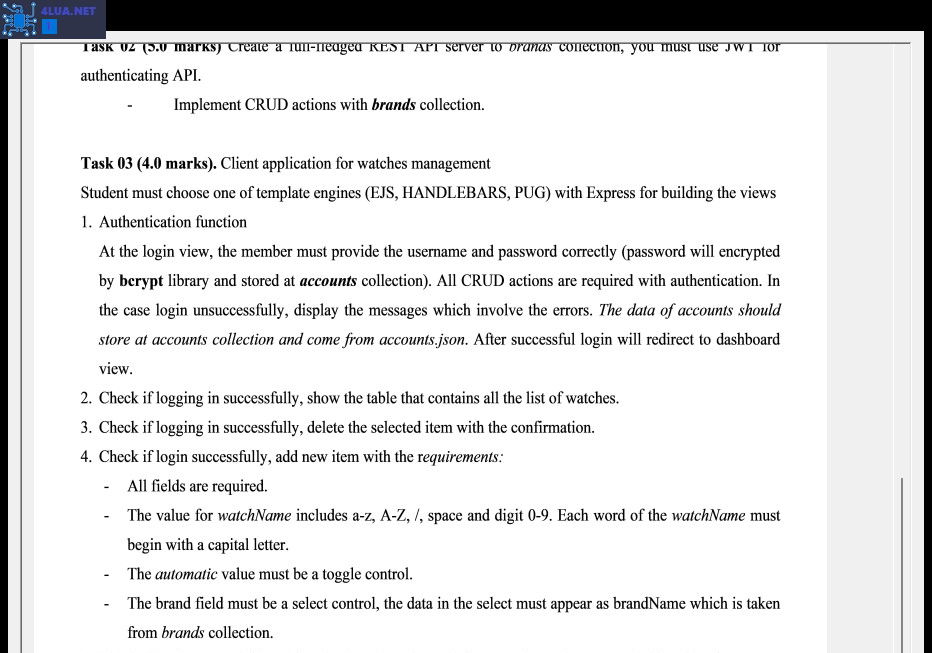 4LUA.NET
Task 02 (5.0 marks) Create a full-fledged REST API server to brands collection, you must use JWT for
authenticating API.
- Implement CRUD actions with brands collection.
Task 03 (4.0 marks). Client application for watches management
Student must choose one of template engines (EJS, HANDLEBARS, PUG) with Express for building the views
1. Authentication function
At the login view, the member must provide the username and password correctly (password will encrypted
by bcrypt library and stored at accounts collection). All CRUD actions are required with authentication. In
the case login unsuccessfully, display the messages which involve the errors. The data of accounts should
store at accounts collection and come from accounts.json. After successful login will redirect to dashboard
view.
2. Check if logging in successfully, show the table that contains all the list of watches.
3. Check if logging in successfully, delete the selected item with the confirmation.
4. Check if login successfully, add new item with the requirements:
- All fields are required.
- The value for watchName includes a-z, A-Z, /, space and digit 0-9. Each word of the watchName must
begin with a capital letter.
- The automatic value must be a toggle control.
- The brand field must be a select control, the data in the select must appear as brandName which is taken
from brands collection.